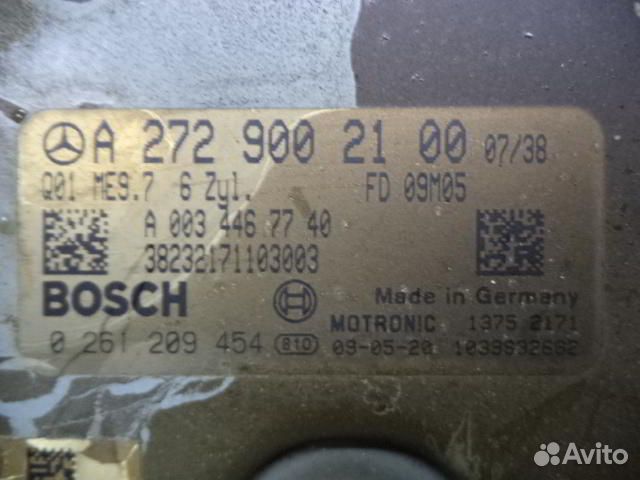 A 272 900 21 00 07/38
Q01 ME9.7 6 Zyl. FD 09M05
A 003 446 77 40
38232171103003
BOSCH Made in Germany
MOTRONIC 1375 2171
0 261 209 454 810 09-05-20 1039S32662
Avito